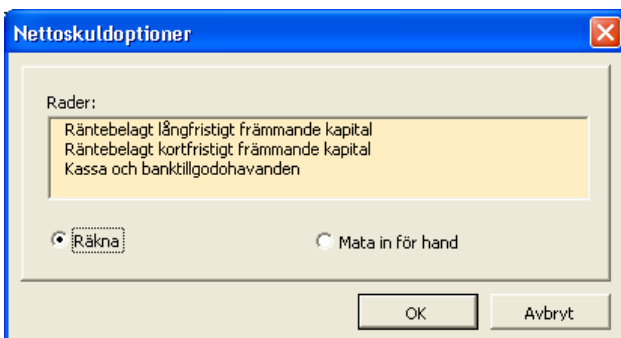 Nettoskuldoptioner
Rader:
Räntebelagt långfristigt främmande kapital
Räntebelagt kortfristigt främmande kapital
Kassa och banktillgodohavanden
Räkna
Mata in för hand
OK
Avbryt